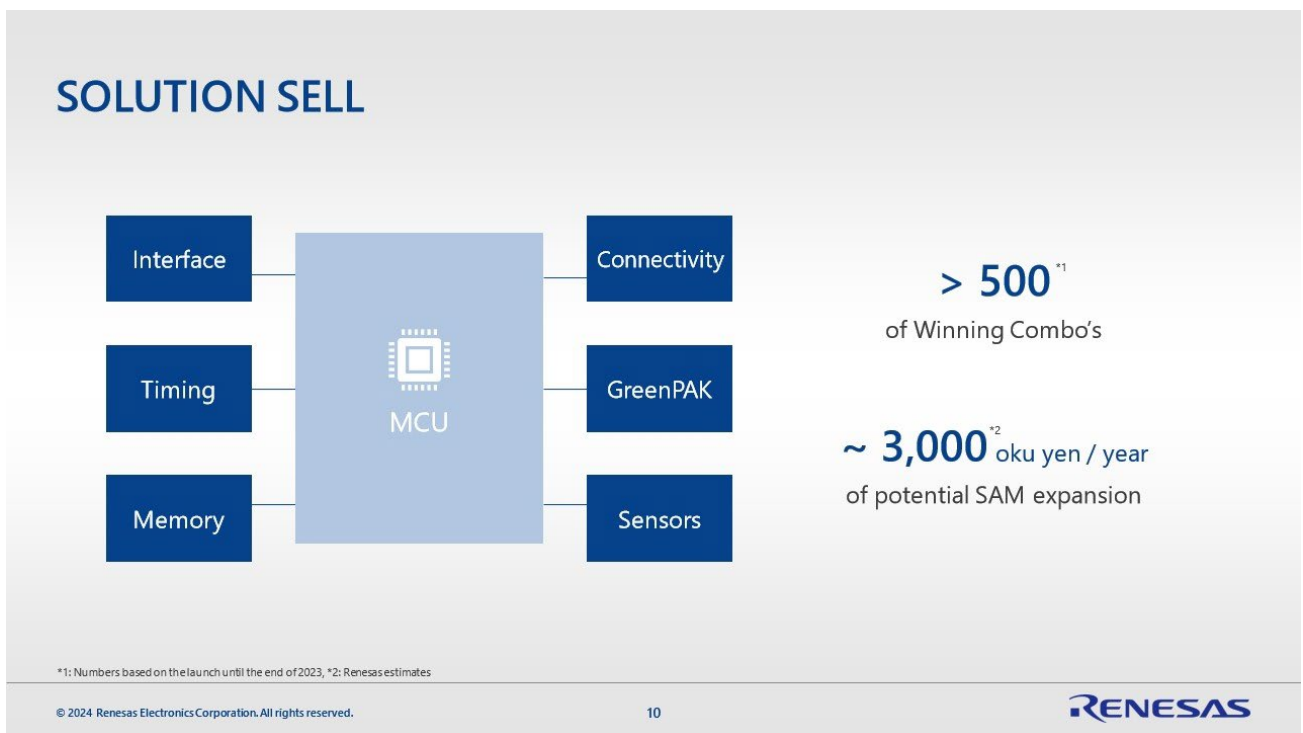 SOLUTION SELL
Interface
Timing
Memory
MCU
Connectivity
GreenPAK
Sensors
> 500 *1
of Winning Combo's
~ 3,000 *2 oku yen / year
of potential SAM expansion
*1: Numbers based on the launch until the end of 2023, *2: Renesas estimates
© 2024 Renesas Electronics Corporation. All rights reserved.
10
RENESAS